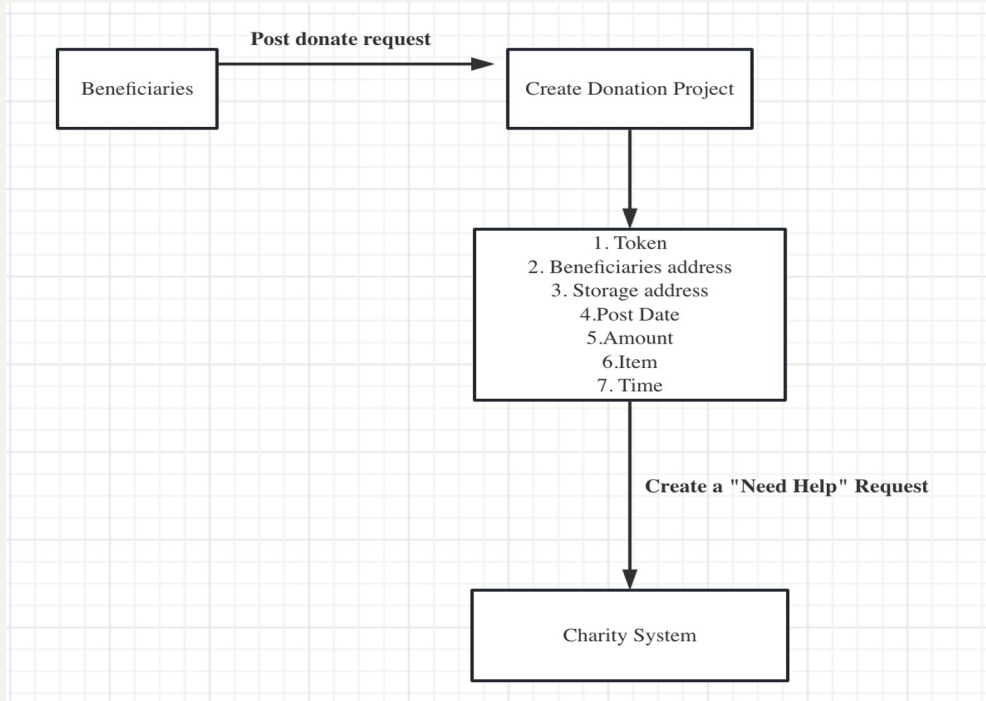 Post donate request
Beneficiaries
Create Donation Project
1. Token
2. Beneficiaries address
3. Storage address
4.Post Date
5.Amount
6.Item
7. Time
Create a "Need Help" Request
Charity System